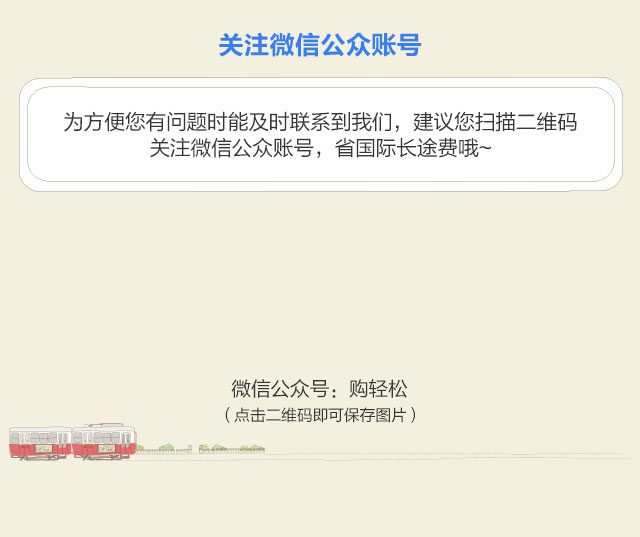 关注微信公众账号
为方便您有问题时能及时联系到我们，建议您扫描二维码
关注微信公众账号，省国际长途费哦~
微信公众号：购轻松
（点击二维码即可保存图片）